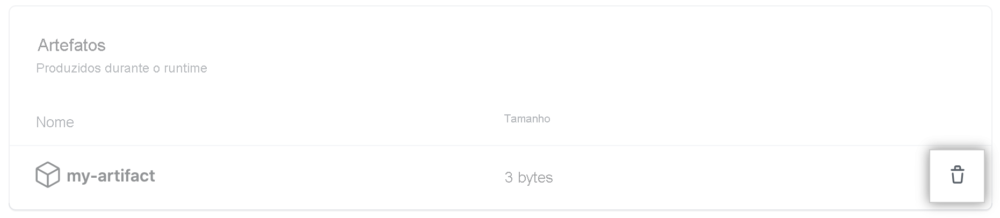 Artefatos
Produzidos durante o runtime
Nome Tamanho
my-artifact 3 bytes